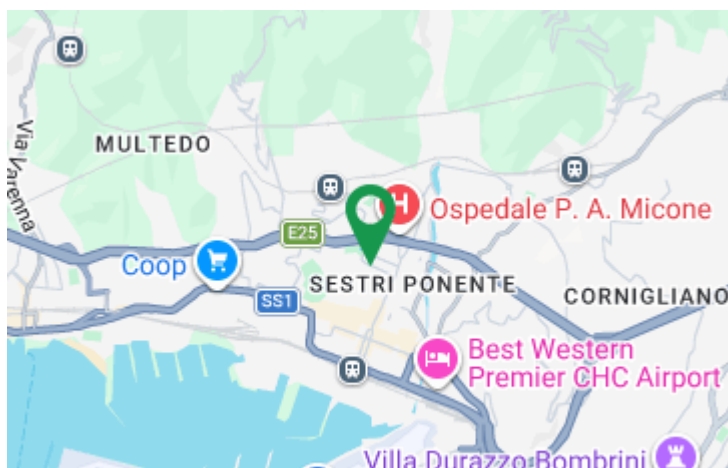 MULTEDO
Via Varenna
H
Ospedale P. A. Micone
E25
Coop
SESTRI PONENTE
SS1
CORNIGLIANO
Best Western
Premier CHC Airport
Villa Durazzo Bombrini